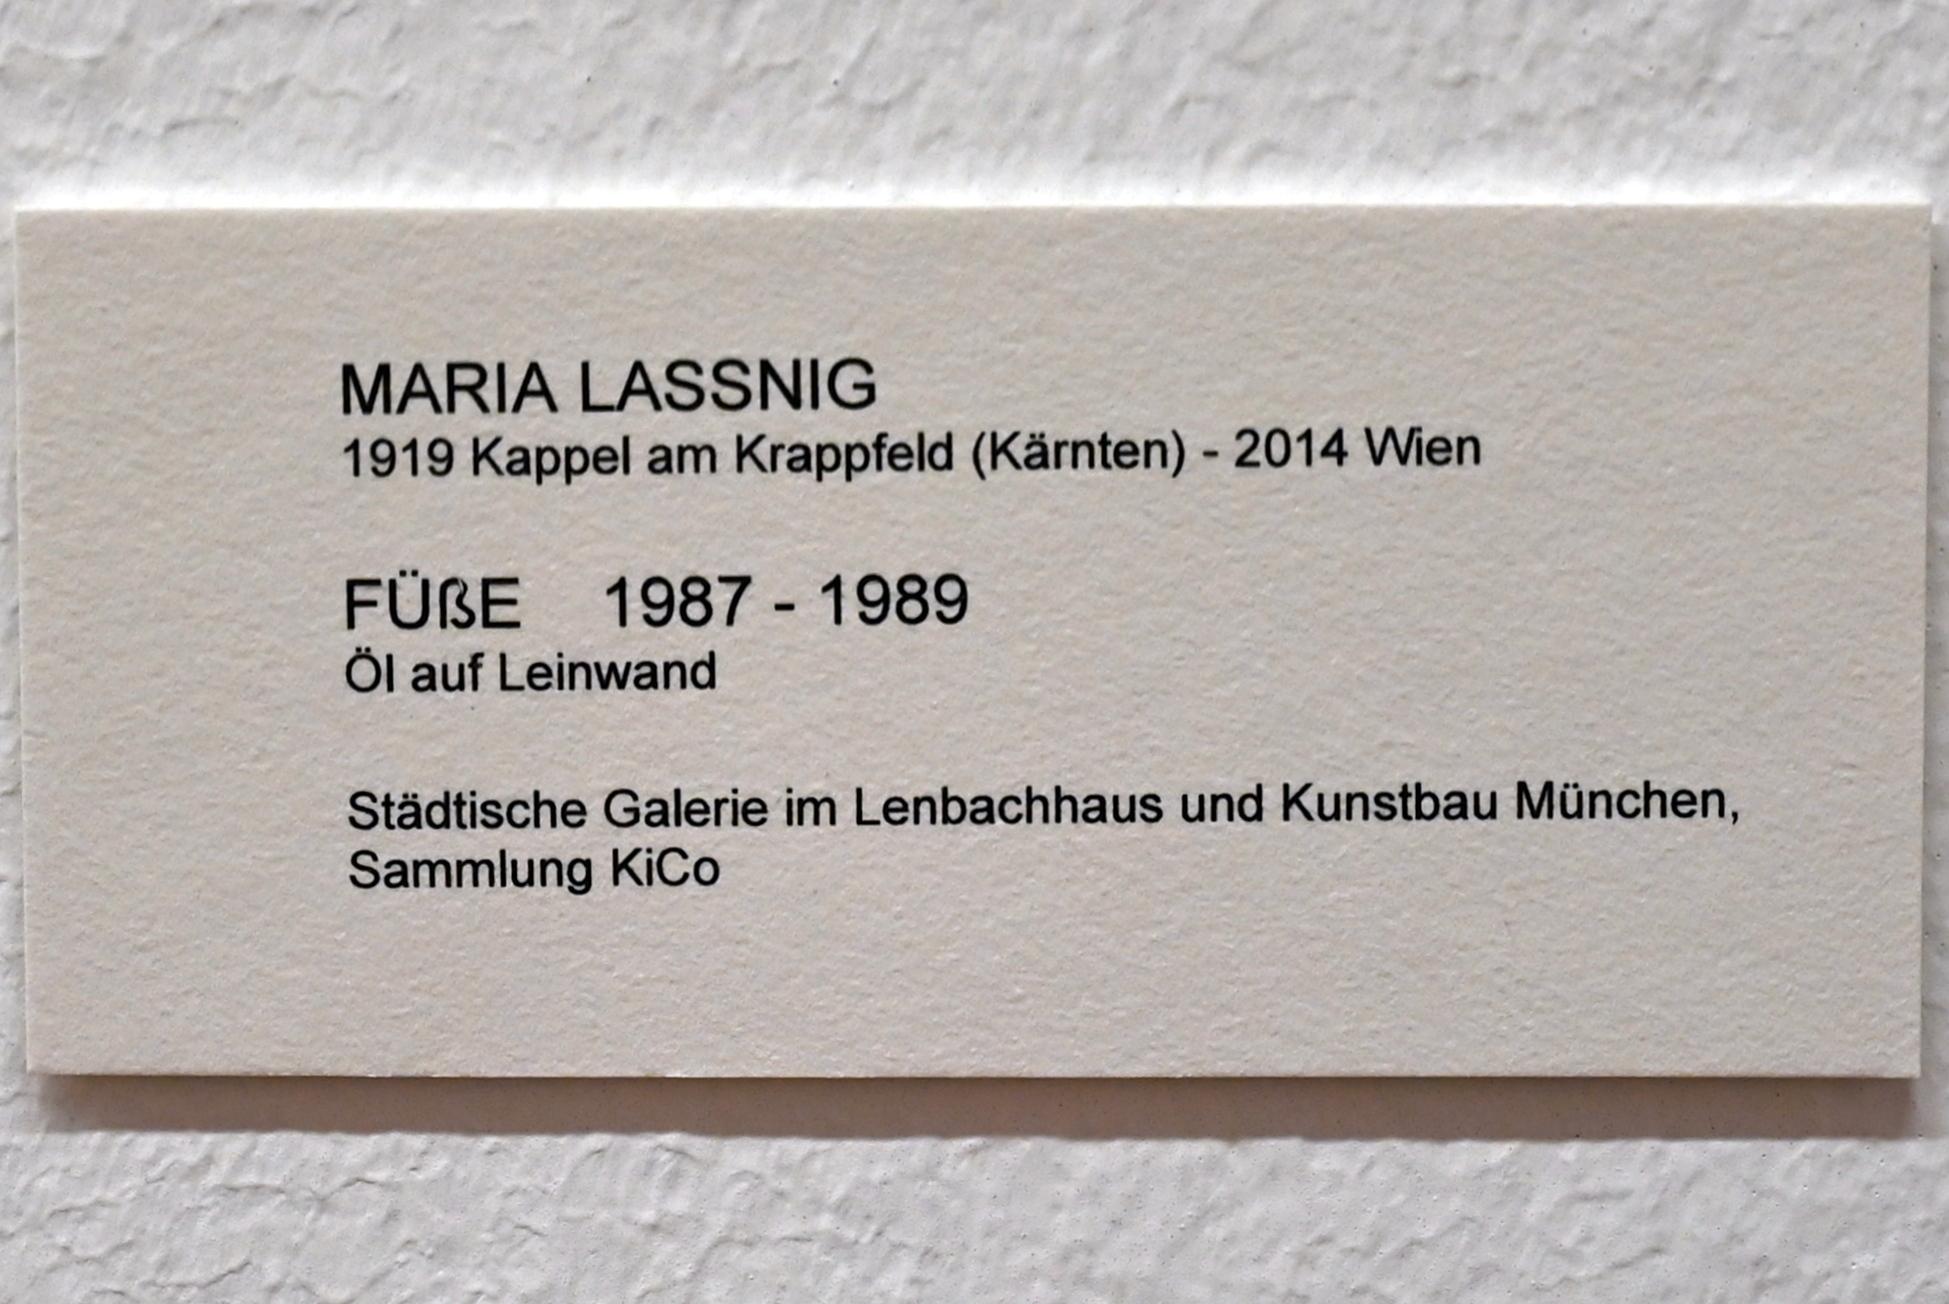 MARIA LASSNIG
1919 Kappel am Krappfeld (Kärnten) - 2014 Wien
FÜßE 1987 - 1989
Öl auf Leinwand
Städtische Galerie im Lenbachhaus und Kunstbau München,
Sammlung KiCo